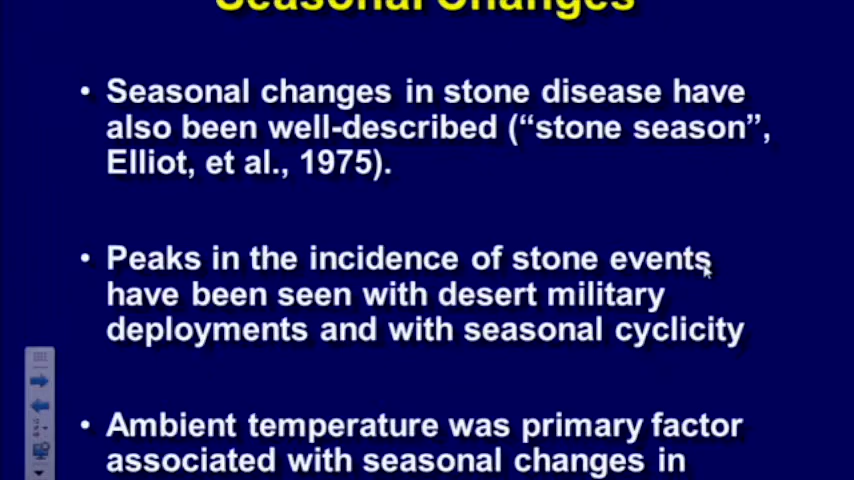 Seasonal Changes
• Seasonal changes in stone disease have
also been well-described (“stone season”,
Elliot, et al., 1975).
• Peaks in the incidence of stone events
have been seen with desert military
deployments and with seasonal cyclicity
• Ambient temperature was primary factor
associated with seasonal changes in